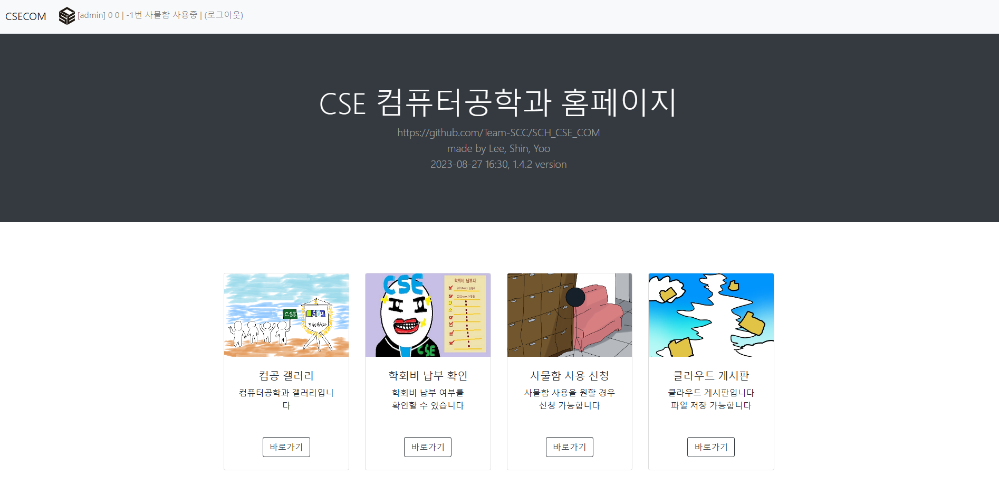 CSECOM [admin] 0 0 | -1번 사물함 사용중 | (로그아웃)
CSE 컴퓨터공학과 홈페이지
https://github.com/Team-SCC/SCH_CSE_COM
made by Lee, Shin, Yoo
2023-08-27 16:30, 1.4.2 version
CSE
SCH
컴퓨터공학과
CSE
학회비 납부자
CSE
컴공 갤러리
컴퓨터공학과 갤러리입니
다
바로가기
학회비 납부 확인
학회비 납부 여부를
확인할 수 있습니다
바로가기
사물함 사용 신청
사물함 사용을 원할 경우
신청 가능합니다
바로가기
클라우드 게시판
클라우드 게시판입니다
파일 저장 가능합니다
바로가기